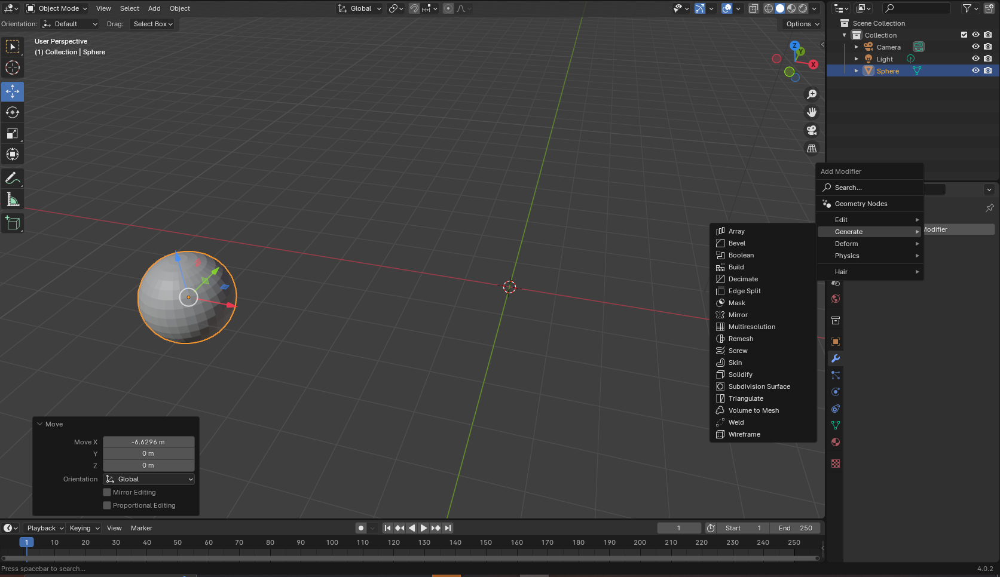 Object Mode View Select Add Object Global
Orientation: Default Drag: Select Box Options
User Perspective
(1) Collection | Sphere
Z
Y
X
Scene Collection
Collection
Camera
Light
Sphere
Add Modifier
Search...
Geometry Nodes
Edit
Generate
Deform
Physics
Hair
Modifier
Array
Bevel
Boolean
Build
Decimate
Edge Split
Mask
Mirror
Multiresolution
Remesh
Screw
Skin
Solidify
Subdivision Surface
Triangulate
Volume to Mesh
Weld
Wireframe
Move
Move X -6.6296 m
Y 0 m
Z 0 m
Orientation Global
Mirror Editing
Proportional Editing
Playback Keying View Marker 1 Start 1 End 250
1 10 20 30 40 50 60 70 80 90 100 110 120 130 140 150 160 170 180 190 200 210 220 230 240 250
Press spacebar to search... 4.0.2